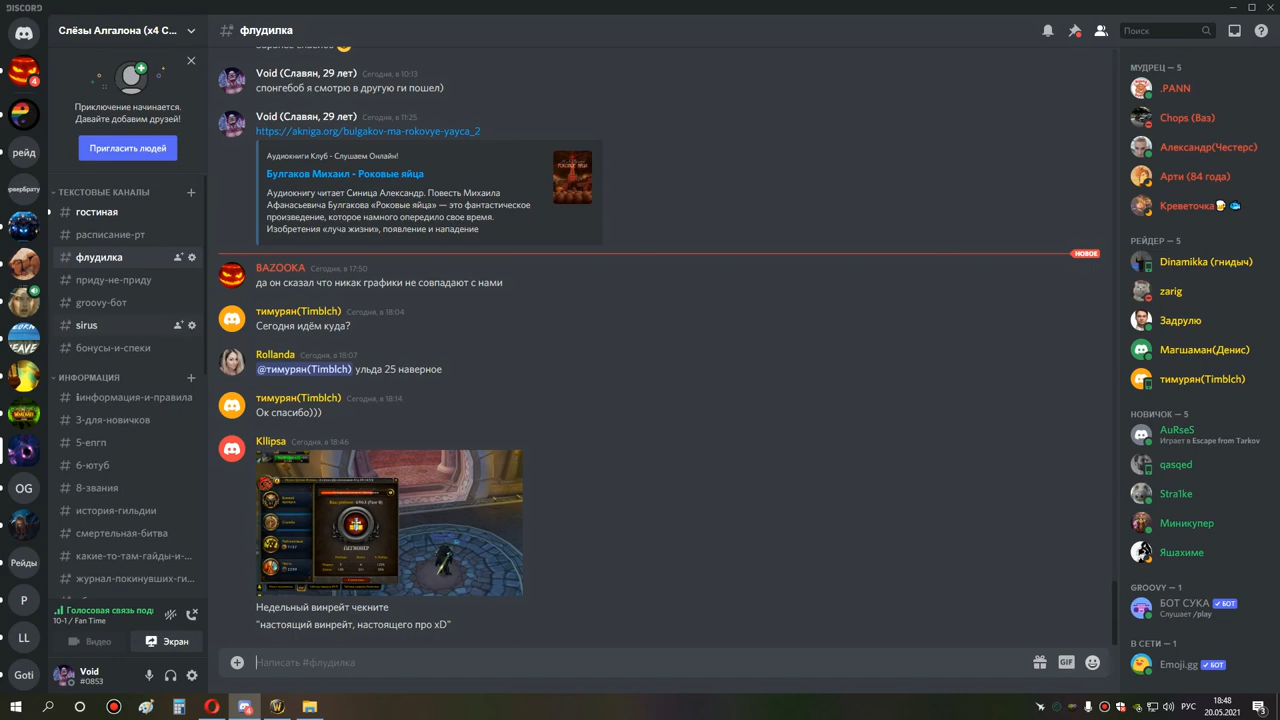 DISCORD
Слёзы Алгалона (x4 С...
флудилка
Поиск
Приключение начинается.
Давайте добавим друзей!
Пригласить людей
4
рейд
OG
Рейды
P
LL
Goti
ТЕКСТОВЫЕ КАНАЛЫ
гостиная
расписание-рт
флудилка
приду-не-приду
groovy-бот
sirus
бонусы-и-спеки
ИНФОРМАЦИЯ
информация-и-правила
3-для-новичков
5-епгп
6-ютуб
8-звания
история-гильдии
смертельная-битва
какие-то-там-гайды-и-...
журнал-покинувших-ги...
Голосовая связь под
10-1 / Fan Time
Видео
Экран
Void
#0853
Void (Славян, 29 лет) Сегодня, в 10:13
спонгебоб я смотрю в другую ги пошел)
Void (Славян, 29 лет) Сегодня, в 11:25
https://akniga.org/bulgakov-ma-rokovye-yayca_2
Аудиокниги Клуб - Слушаем Онлайн!
Булгаков Михаил - Роковые яйца
Аудиокнигу читает Синица Александр. Повесть Михаила
Афанасьевича Булгакова «Роковые яйца» — это фантастическое
произведение, которое намного опередило свое время.
Изобретения «луча жизни», появление и нападение
НОВОЕ
BAZOOKA Сегодня, в 17:50
да он сказал что никак графики не совпадают с нами
тимурян(Timblch) Сегодня, в 18:04
Сегодня идём куда?
Rollanda Сегодня, в 18:07
@тимурян(Timblch) ульда 25 наверное
тимурян(Timblch) Сегодня, в 18:14
Ок спасибо)))
Kllipsa Сегодня, в 18:46
ЛЕГИОНЕР
Недельный винрейт чекните
"настоящий винрейт, настоящего про xD"
Написать #флудилка
GIF
МУДРЕЦ — 5
.PANN
Chops (Ваз)
Александр(Честерс)
Арти (84 года)
Креветочка
РЕЙДЕР — 5
Dinamikka (гнидыч)
zarig
Задрулю
Магшаман(Денис)
тимурян(Timblch)
НОВИЧОК — 5
AuRseS
Играет в Escape from Tarkov
qasqed
Stra1ke
Миникупер
Яшахиме
GROOVY — 1
БОТ СУКА БОТ
Слушает /play
В СЕТИ — 1
Emoji.gg БОТ
РУС
18:48
20.05.2021